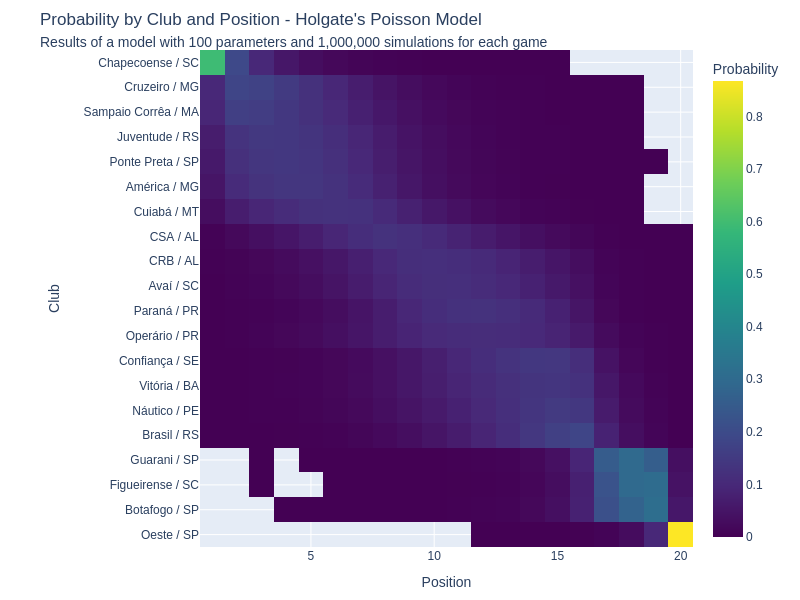 Probability by Club and Position - Holgate's Poisson Model
Results of a model with 100 parameters and 1,000,000 simulations for each game
Probability
Chapecoense / SC
Cruzeiro / MG
Sampaio Corrêa / MA
Juventude / RS
Ponte Preta / SP
América / MG
Cuiabá / MT
CSA / AL
CRB / AL
Avaí / SC
Paraná / PR
Operário / PR
Confiança / SE
Vitória / BA
Náutico / PE
Brasil / RS
Guarani / SP
Figueirense / SC
Botafogo / SP
Oeste / SP
Club
5
10
15
20
Position
0.8
0.7
0.6
0.5
0.4
0.3
0.2
0.1
0